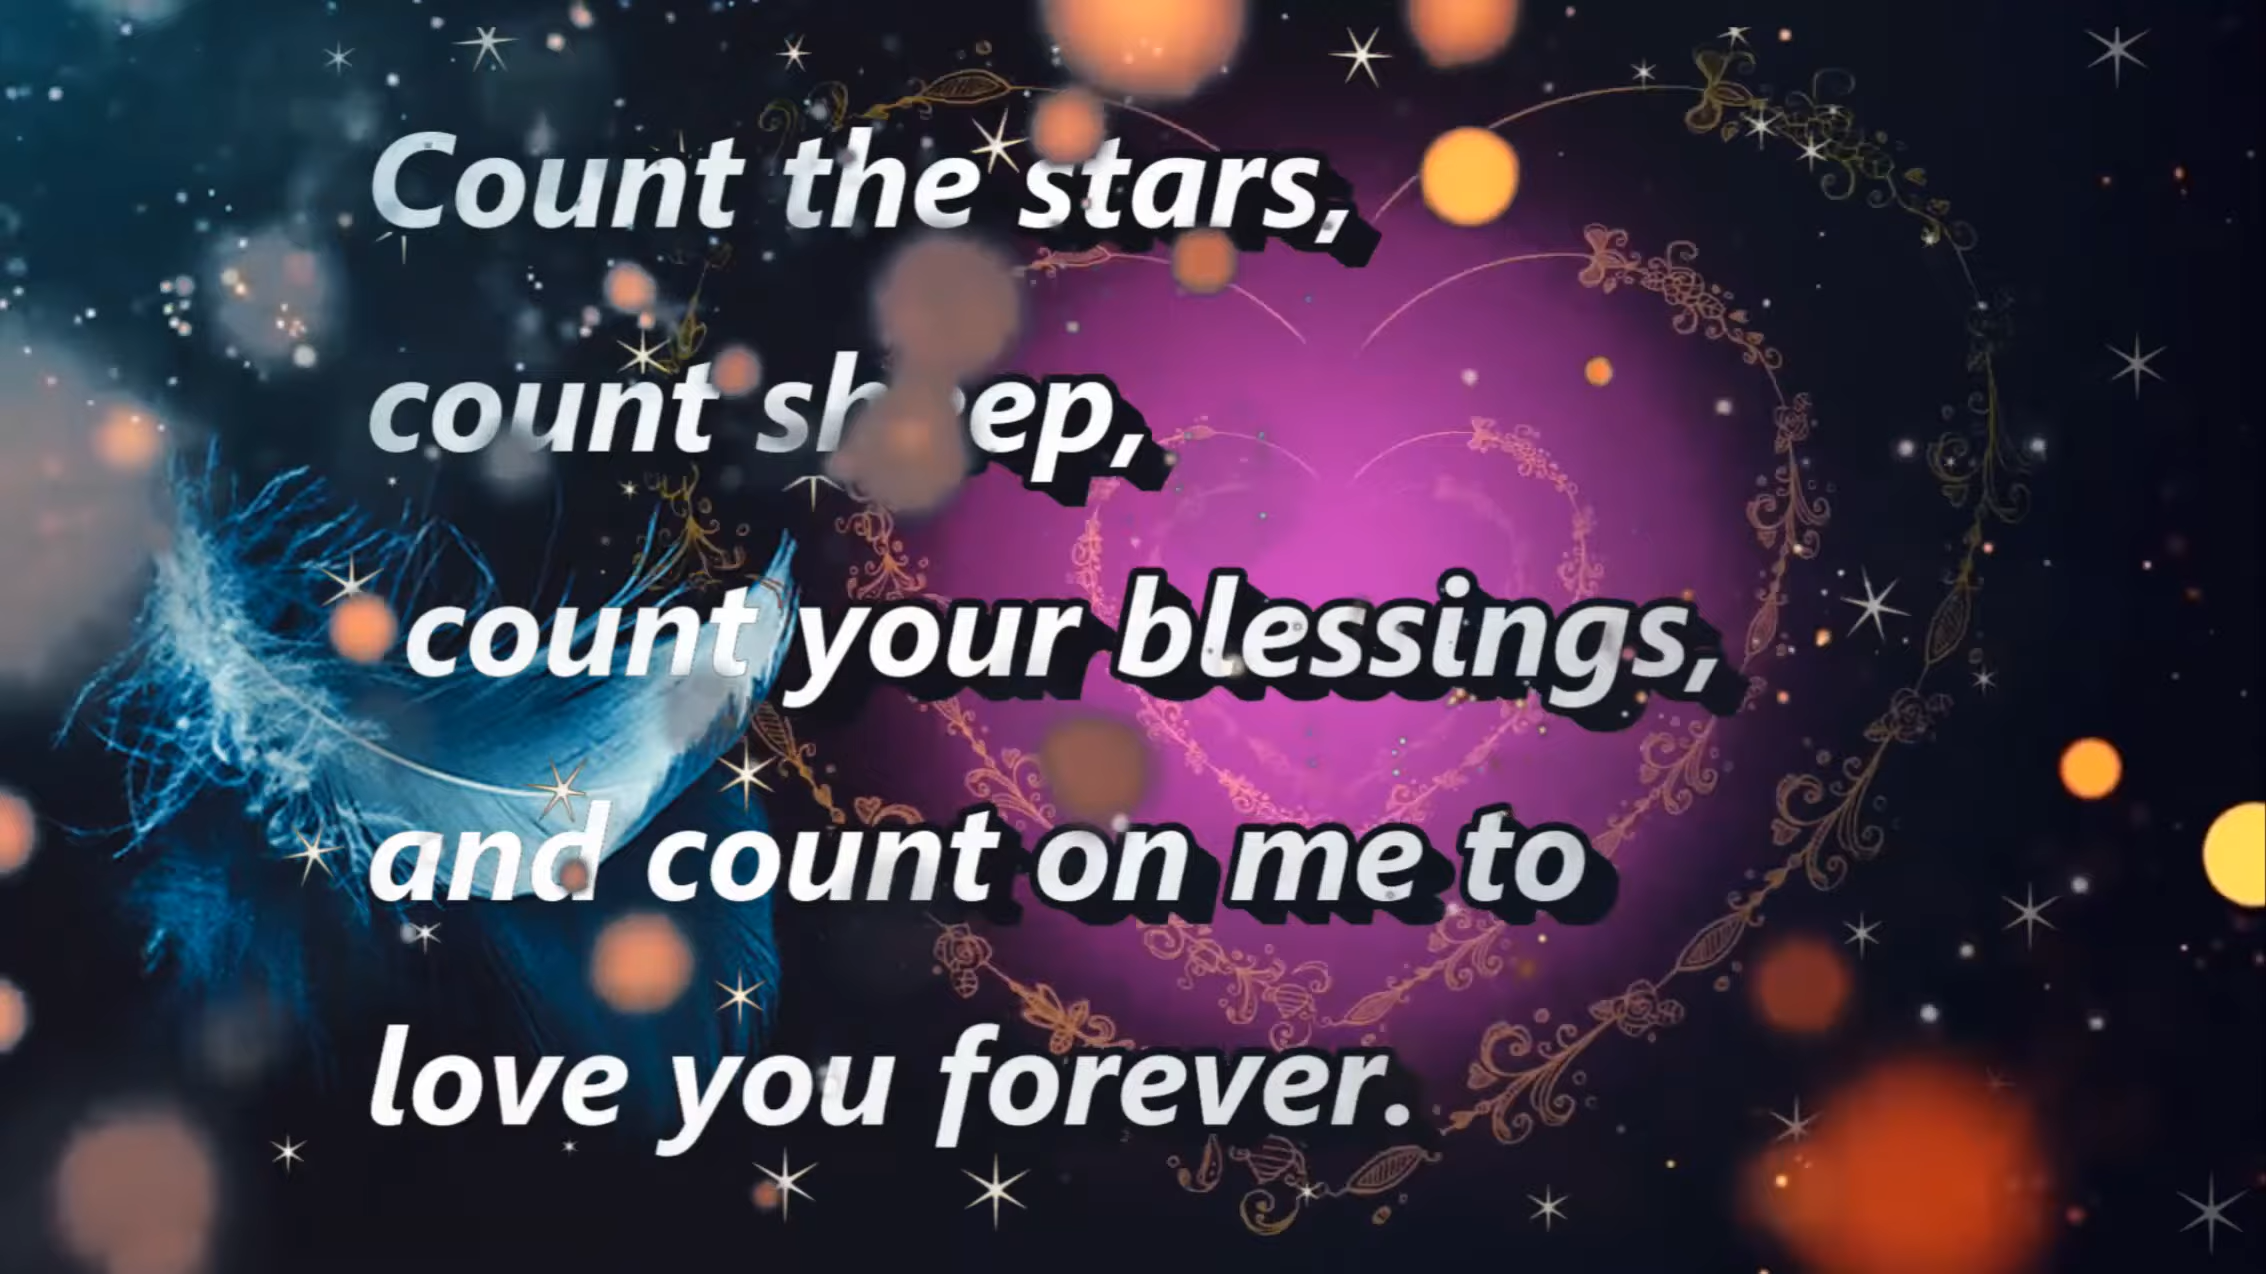 Count the stars,
count sheep,
count your blessings,
and count on me to
love you forever.